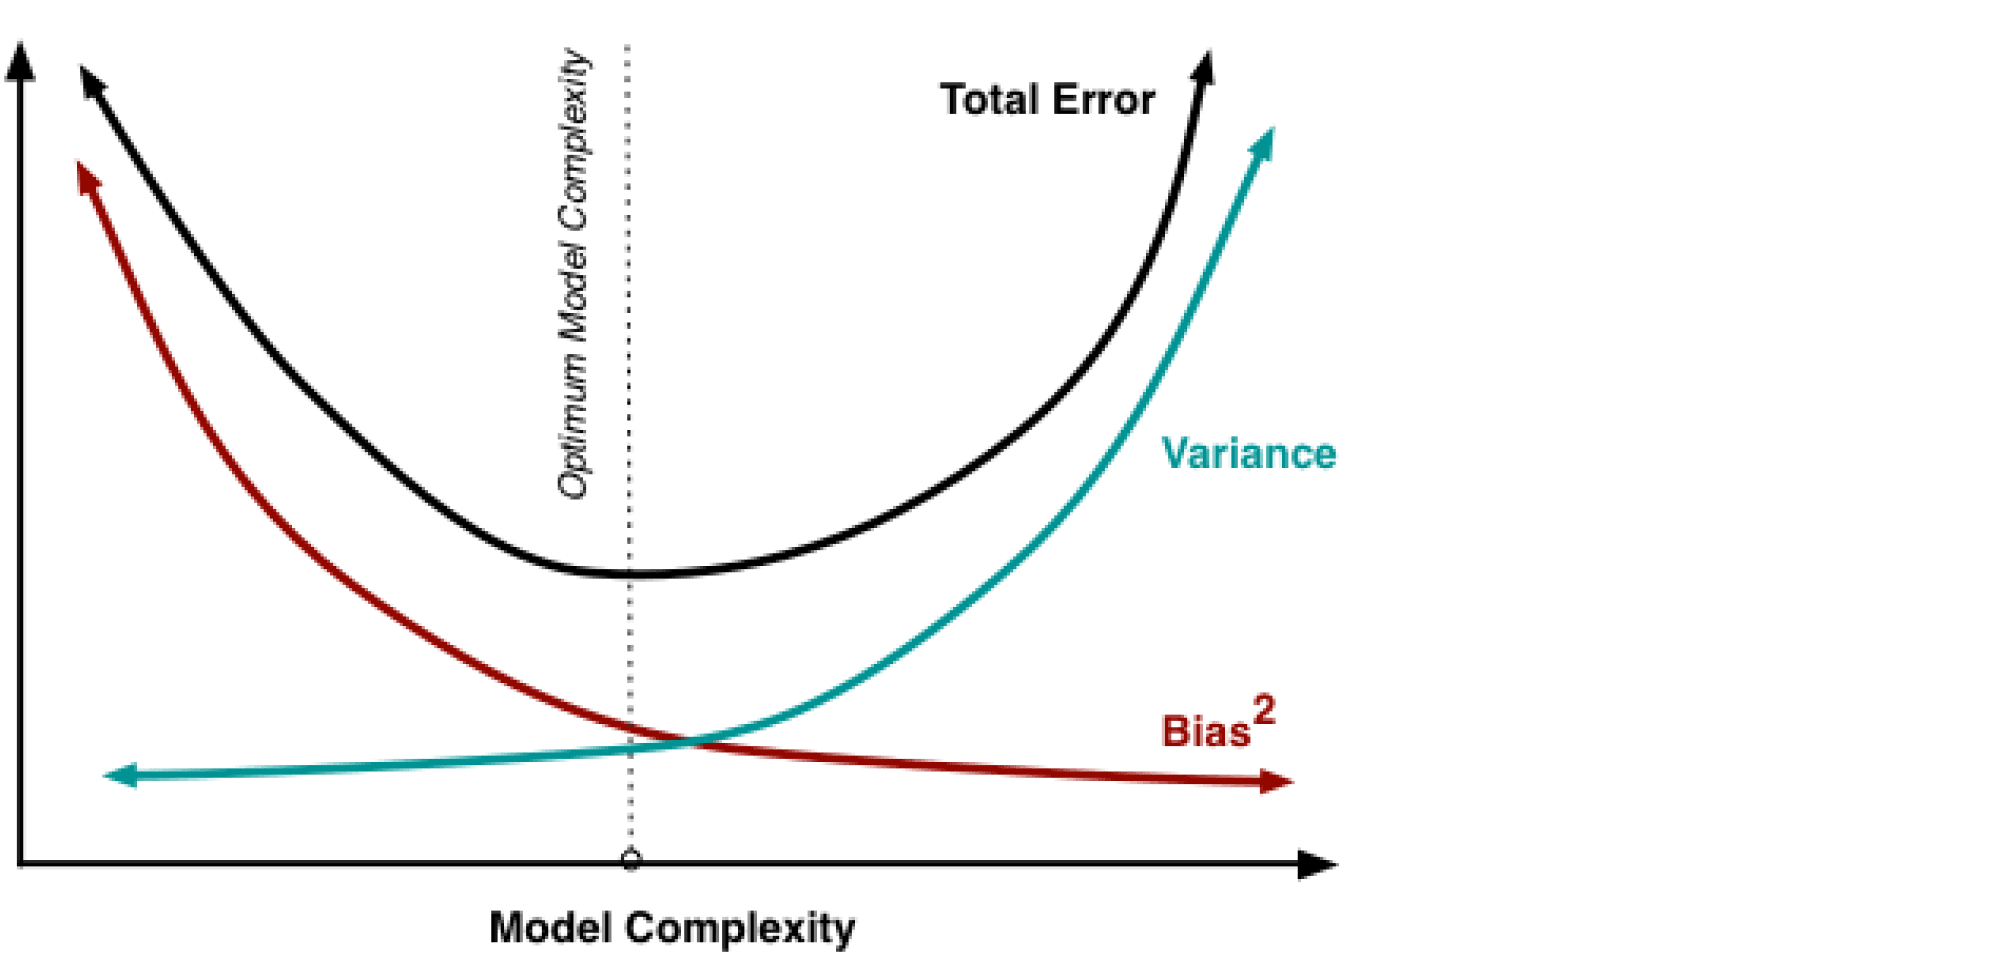 Optimum Model Complexity
Total Error
Variance
Bias²
Model Complexity